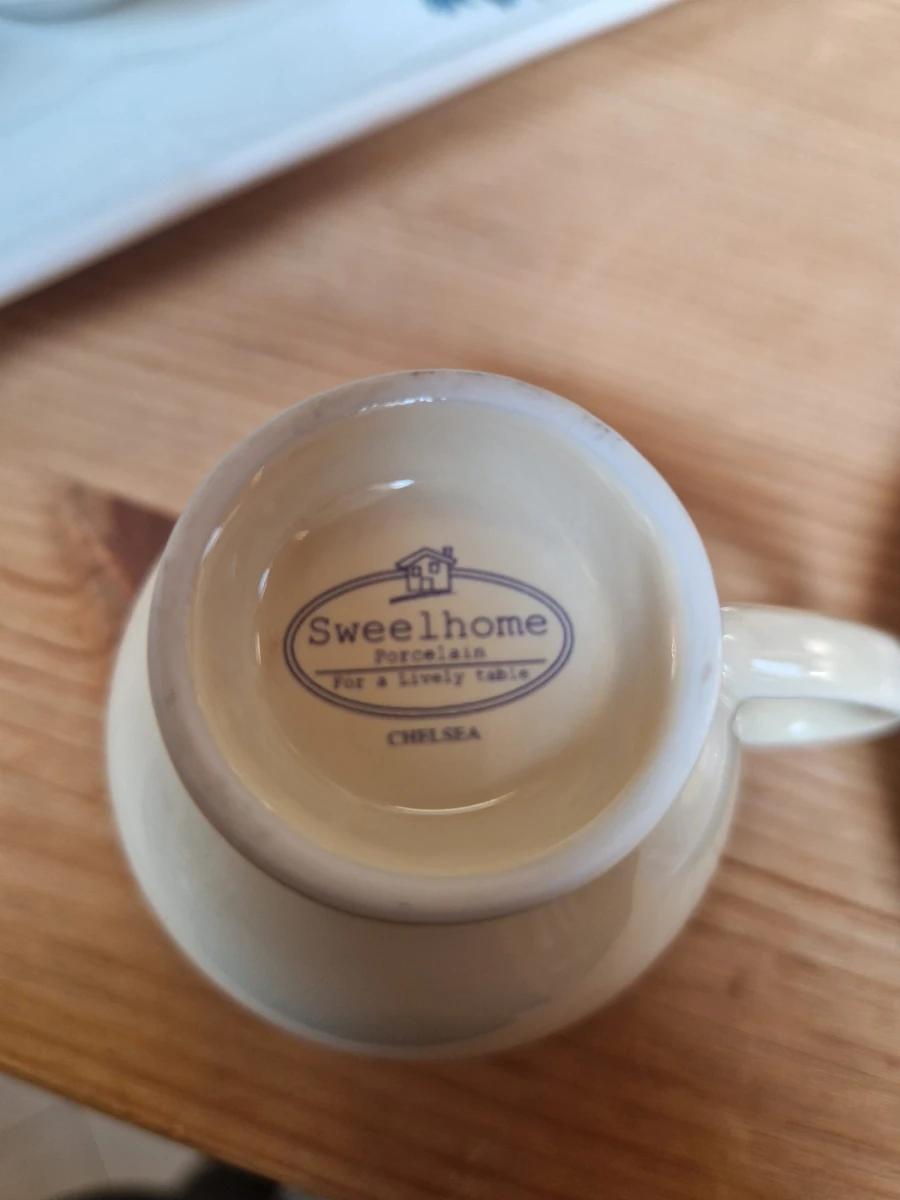 Sweelhome
Porcelain
For a Lively table
CHELSEA